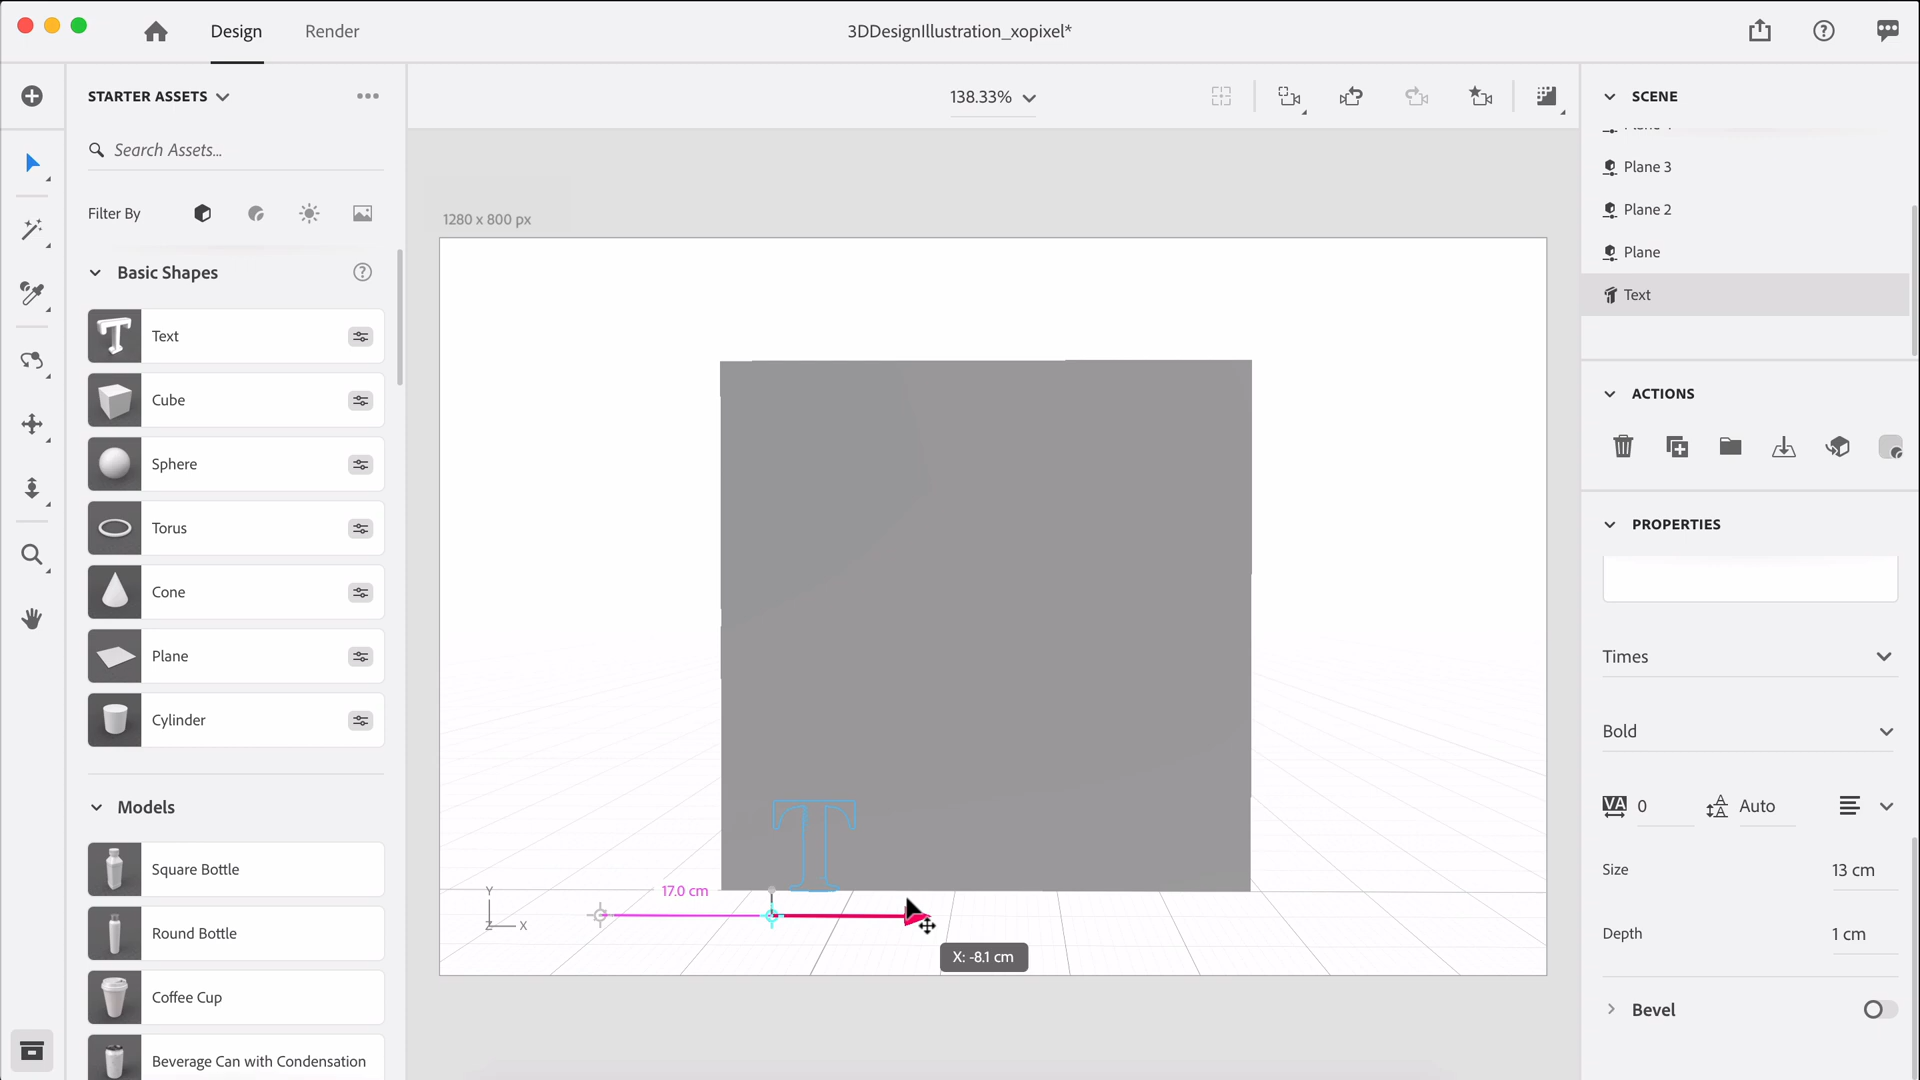 Design
Render
3DDesignIllustration_xopixel*
STARTER ASSETS
138.33%
SCENE
Search Assets...
Plane 3
Filter By
Plane 2
1280 x 800 px
Plane
Basic Shapes
Text
Text
Cube
ACTIONS
Sphere
Torus
PROPERTIES
Cone
Plane
Times
Cylinder
Bold
Models
VA 0
Auto
T
Square Bottle
Size
13 cm
17.0 cm
Y
Z
X
Round Bottle
Depth
1 cm
X: -8.1 cm
Coffee Cup
Bevel
Beverage Can with Condensation